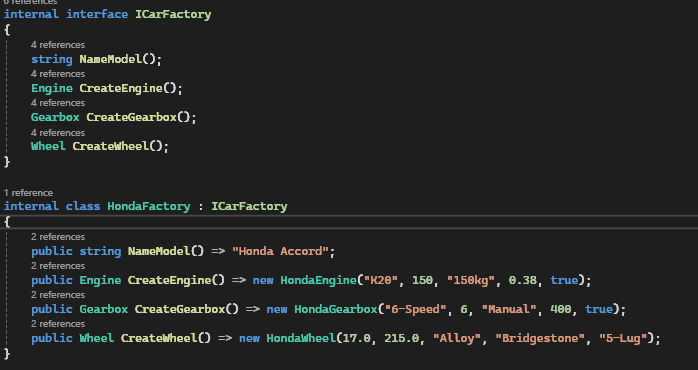 6 references
internal interface ICarFactory
{
4 references
string NameModel();
4 references
Engine CreateEngine();
4 references
Gearbox CreateGearbox();
4 references
Wheel CreateWheel();
}
1 reference
internal class HondaFactory : ICarFactory
{
2 references
public string NameModel() => "Honda Accord";
2 references
public Engine CreateEngine() => new HondaEngine("K20", 150, "150kg", 0.38, true);
2 references
public Gearbox CreateGearbox() => new HondaGearbox("6-Speed", 6, "Manual", 400, true);
2 references
public Wheel CreateWheel() => new HondaWheel(17.0, 215.0, "Alloy", "Bridgestone", "5-Lug");
}